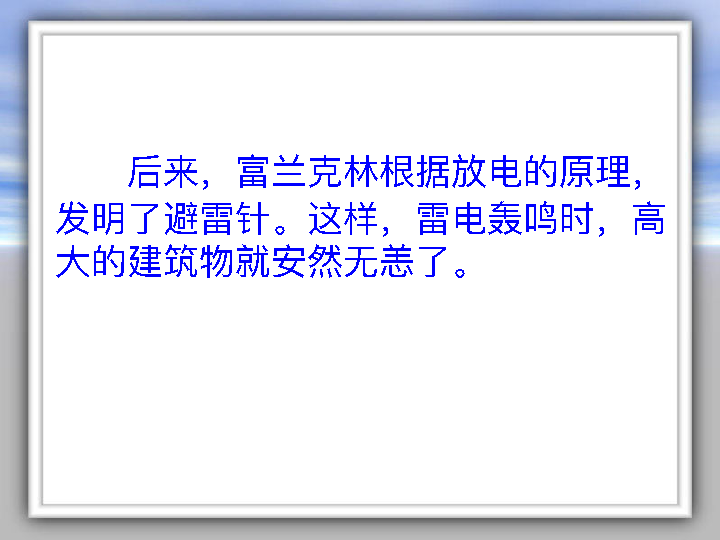 后来，富兰克林根据放电的原理，
发明了避雷针。这样，雷电轰鸣时，高
大的建筑物就安然无恙了。